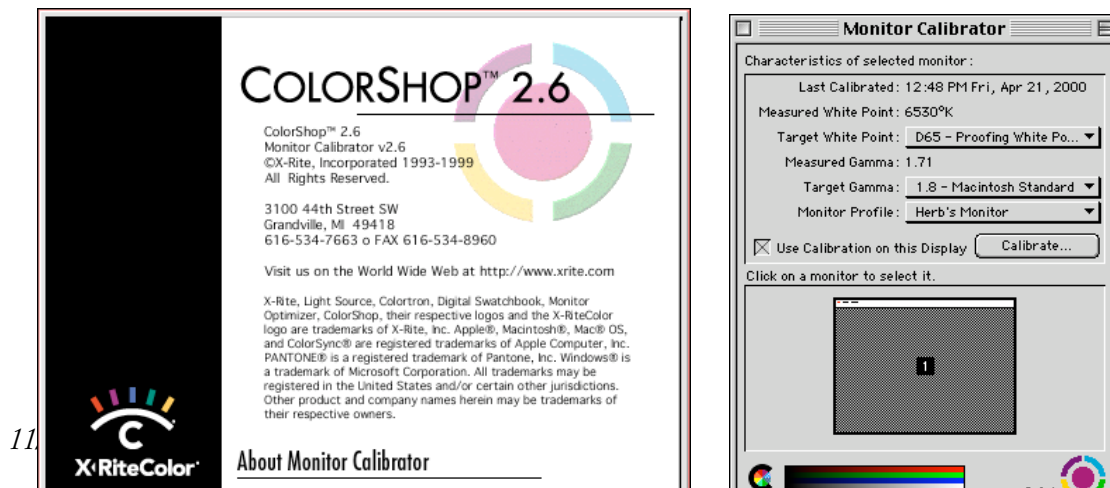 COLORSHOP™ 2.6
ColorShop™ 2.6
Monitor Calibrator v2.6
©X-Rite, Incorporated 1993-1999
All Rights Reserved.
3100 44th Street SW
Grandville, MI 49418
616-534-7663 o FAX 616-534-8960
Visit us on the World Wide Web at http://www.xrite.com
X-Rite, Light Source, Colortron, Digital Swatchbook, Monitor
Optimizer, ColorShop, their respective logos and the X-RiteColor
logo are trademarks of X-Rite, Inc. Apple®, Macintosh®, Mac® OS,
and ColorSync® are registered trademarks of Apple Computer, Inc.
PANTONE® is a registered trademark of Pantone, Inc. Windows® is
a trademark of Microsoft Corporation. All trademarks may be
registered in the United States and/or certain other jurisdictions.
Other product and company names herein may be trademarks of
their respective owners.
11
X·RiteColor
About Monitor Calibrator
Monitor Calibrator
Characteristics of selected monitor:
Last Calibrated: 12:48 PM Fri, Apr 21, 2000
Measured White Point: 6530°K
Target White Point: D65 - Proofing White Po...
Measured Gamma: 1.71
Target Gamma: 1.8 - Macintosh Standard
Monitor Profile: Herb's Monitor
Use Calibration on this Display Calibrate...
Click on a monitor to select it.
1